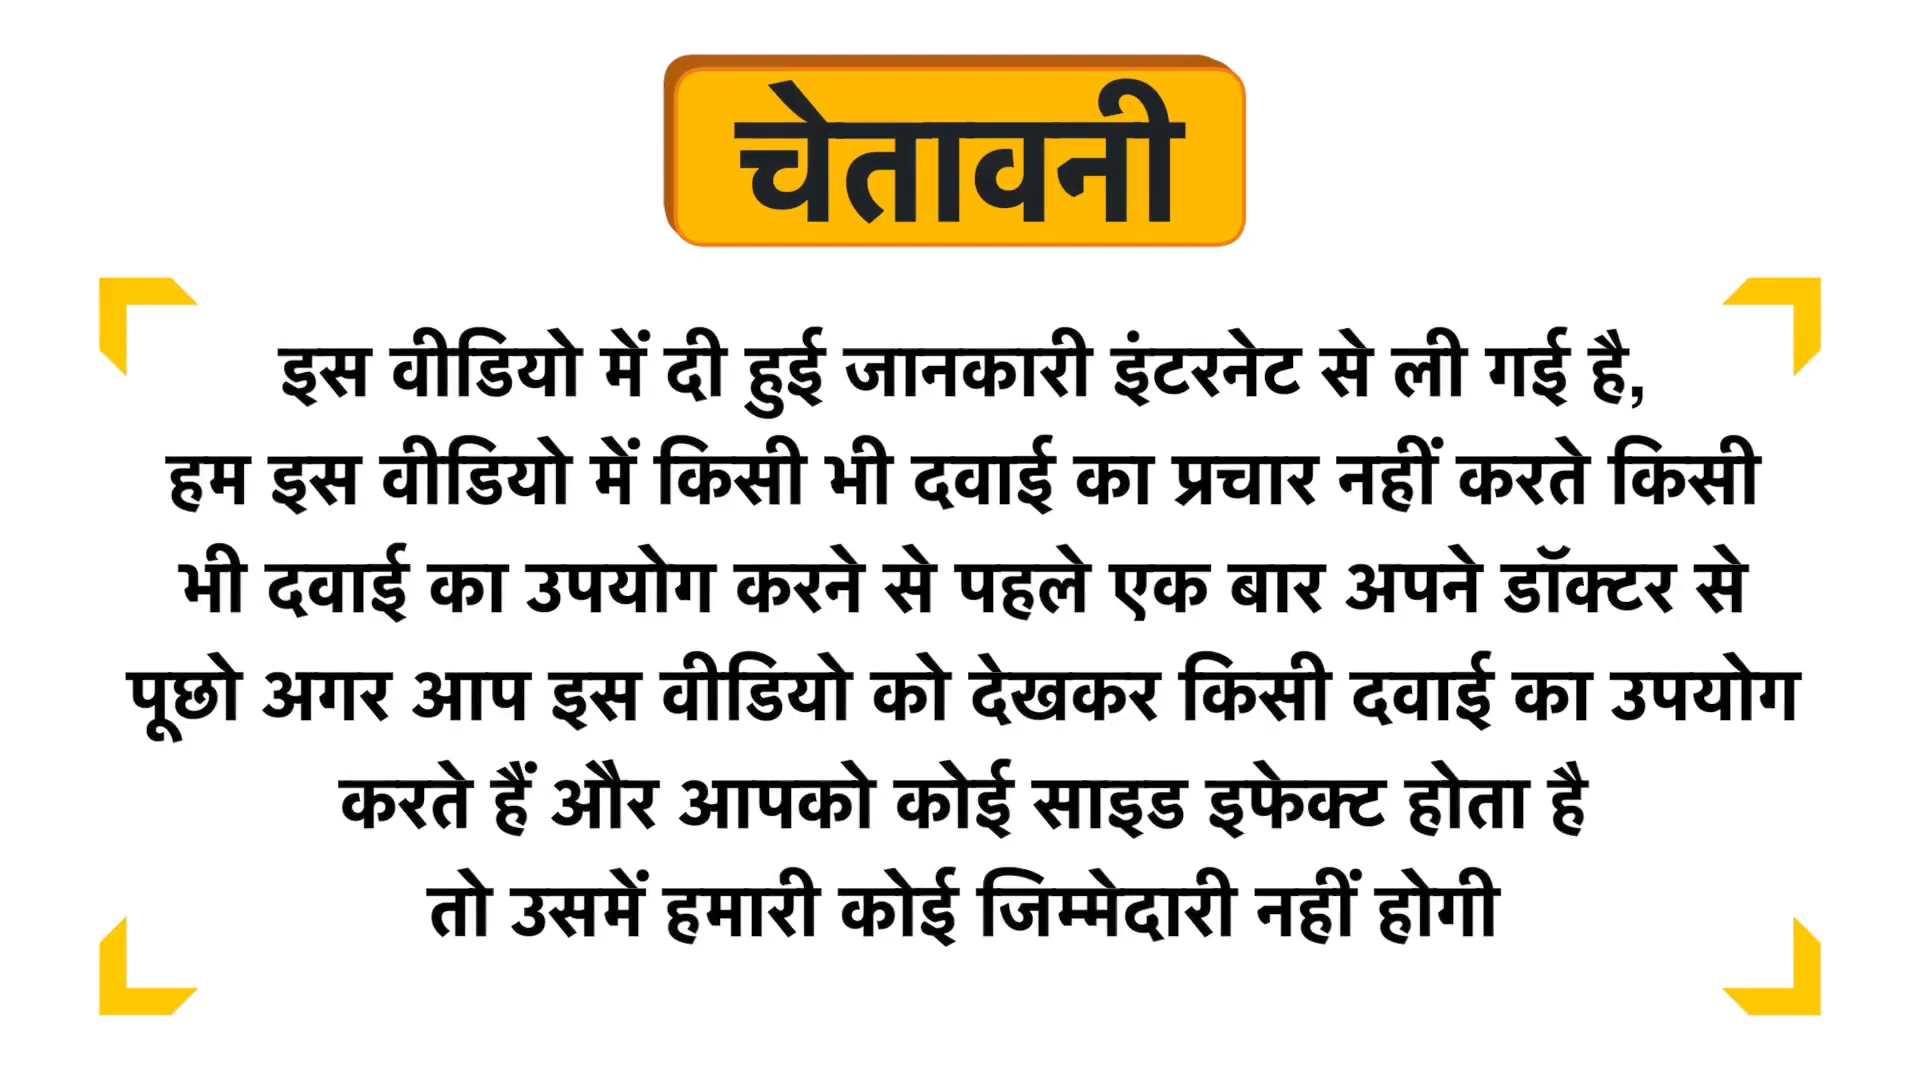 चेतावनी
इस वीडियो में दी हुई जानकारी इंटरनेट से ली गई है,
हम इस वीडियो में किसी भी दवाई का प्रचार नहीं करते किसी
भी दवाई का उपयोग करने से पहले एक बार अपने डॉक्टर से
पूछो अगर आप इस वीडियो को देखकर किसी दवाई का उपयोग
करते हैं और आपको कोई साइड इफेक्ट होता है
तो उसमें हमारी कोई जिम्मेदारी नहीं होगी